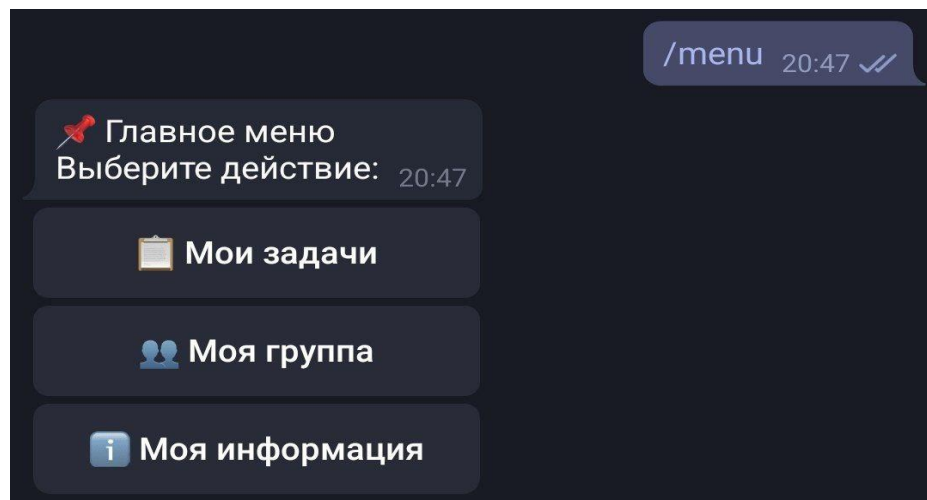 /menu 20:47
📌 Главное меню
Выберите действие: 20:47
📋 Мои задачи
👥 Моя группа
ℹ️ Моя информация